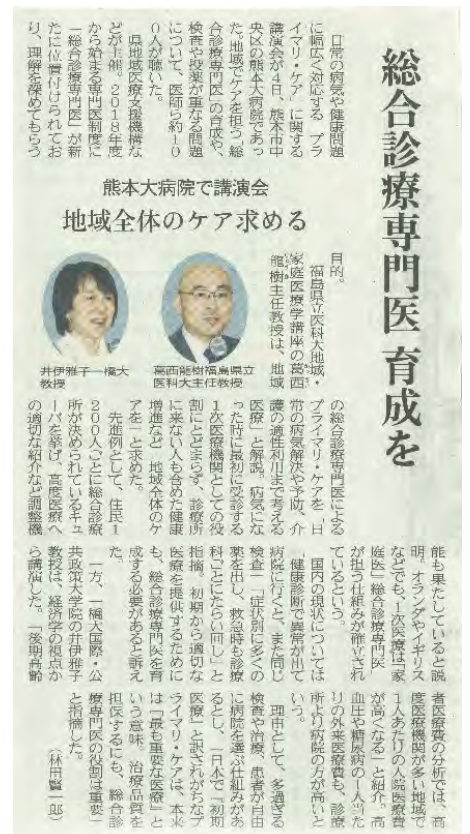 総合診療専門医 育成を
熊本大病院で講演会
地域全体のケア求める
日常の病気や健康問題
に幅広く対応する「プラ
イマリ・ケア」に関する
講演会が4日、熊本市中
央区の熊本大病院であっ
た。地域でケアを担う「総
合診療専門医」の育成や、
検査や投薬が重なる問題
について、医師ら約10
0人が聴いた。
県地域医療支援機構な
どが主催。2018年度
から始まる専門医制度に
「総合診療専門医」が新
たに位置付けられてお
り、理解を深めてもらう
目的。
福島県立医科大地域・
家庭医療学講座の葛西
龍樹主任教授は、地域
葛西龍樹福島県立
医科大主任教授
井伊雅子一橋大
教授
の総合診療専門医による
プライマリ・ケアを「日
常の病気解決や予防、介
護の適性利用まで考える
医療」と解説。病気にな
った時に最初に受診する
1次医療機関としての役
割にとどまらず、診療所
に来ない人も含めた健康
増進など「地域全体のケ
アを」と求めた。
先進例として、住民1
200人ごとに総合診療
所が決められているキュ
ーバを挙げ、高度医療へ
の適切な紹介など調整機
能も果たしていると説
明。オランダやイギリス
などでも、1次医療は「家
庭医」「総合診療専門医」
が担う仕組みが確立され
ているという。
国内の現状については
「健康診断で異常が出て
病院に行くと、また同じ
検査」「症状別に多くの
薬を出し、救急時も診療
科ごとにたらい回し」と
指摘。初期から適切な
医療を提供するために
も、総合診療専門医を育
成する必要があると訴え
た。
一方、一橋大国際・公
共政策大学院の井伊雅子
教授は、経済学の視点か
ら講演した。「後期高齢
者医療費の分析では、高
度医療機関が多い地域で
1人あたりの入院医療費
が高くなる」と紹介。高
血圧や糖尿病の1人当た
りの外来医療費も、診療
所より病院の方が高いと
いう。
理由として、多過ぎる
検査や治療、患者が自由
に病院を選ぶ仕組みがあ
るとし、「日本で『初期
医療』と訳されがちなプ
ライマリ・ケアは、本来
は『最も重要な医療』と
いう意味。治療品質を
担保するにも、総合診
療専門医の役割は重要」
と指摘した。
（林田賢一郎）